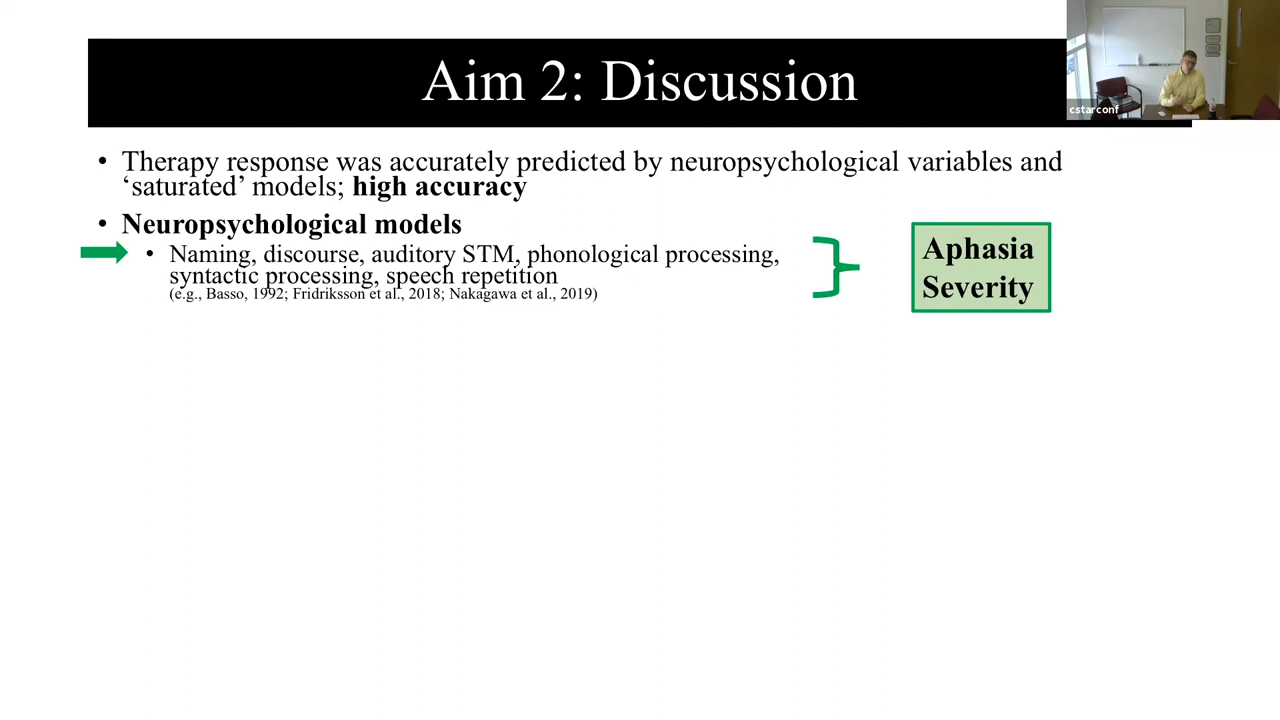 Aim 2: Discussion
cstarconf
• Therapy response was accurately predicted by neuropsychological variables and
‘saturated’ models; high accuracy
• Neuropsychological models
• Naming, discourse, auditory STM, phonological processing,
syntactic processing, speech repetition
(e.g., Basso, 1992; Fridriksson et al., 2018; Nakagawa et al., 2019)
Aphasia
Severity